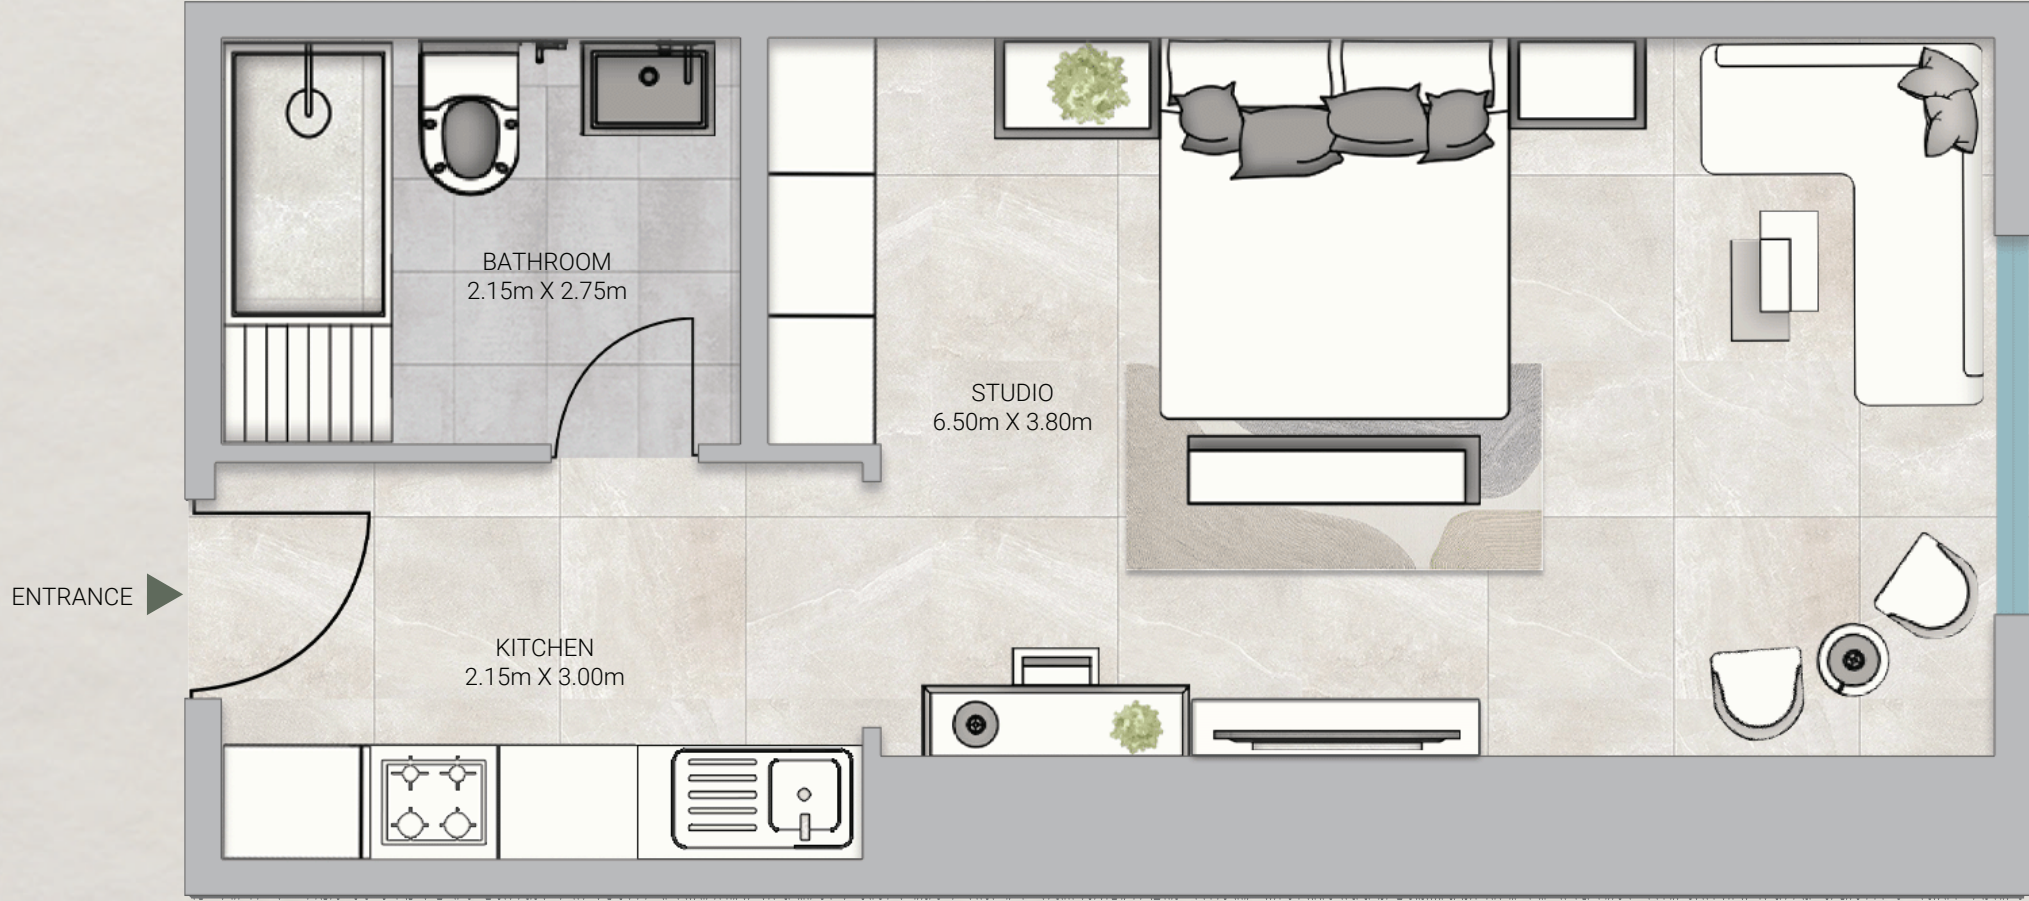 BATHROOM
2.15m X 2.75m
STUDIO
6.50m X 3.80m
ENTRANCE
KITCHEN
2.15m X 3.00m